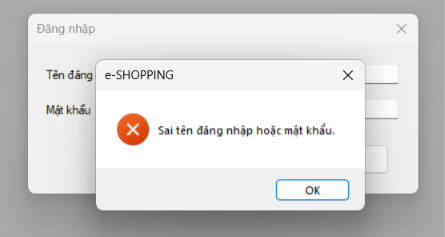 Đăng nhập
Tên đăng
e-SHOPPING
Mật khẩu
Sai tên đăng nhập hoặc mật khẩu.
OK